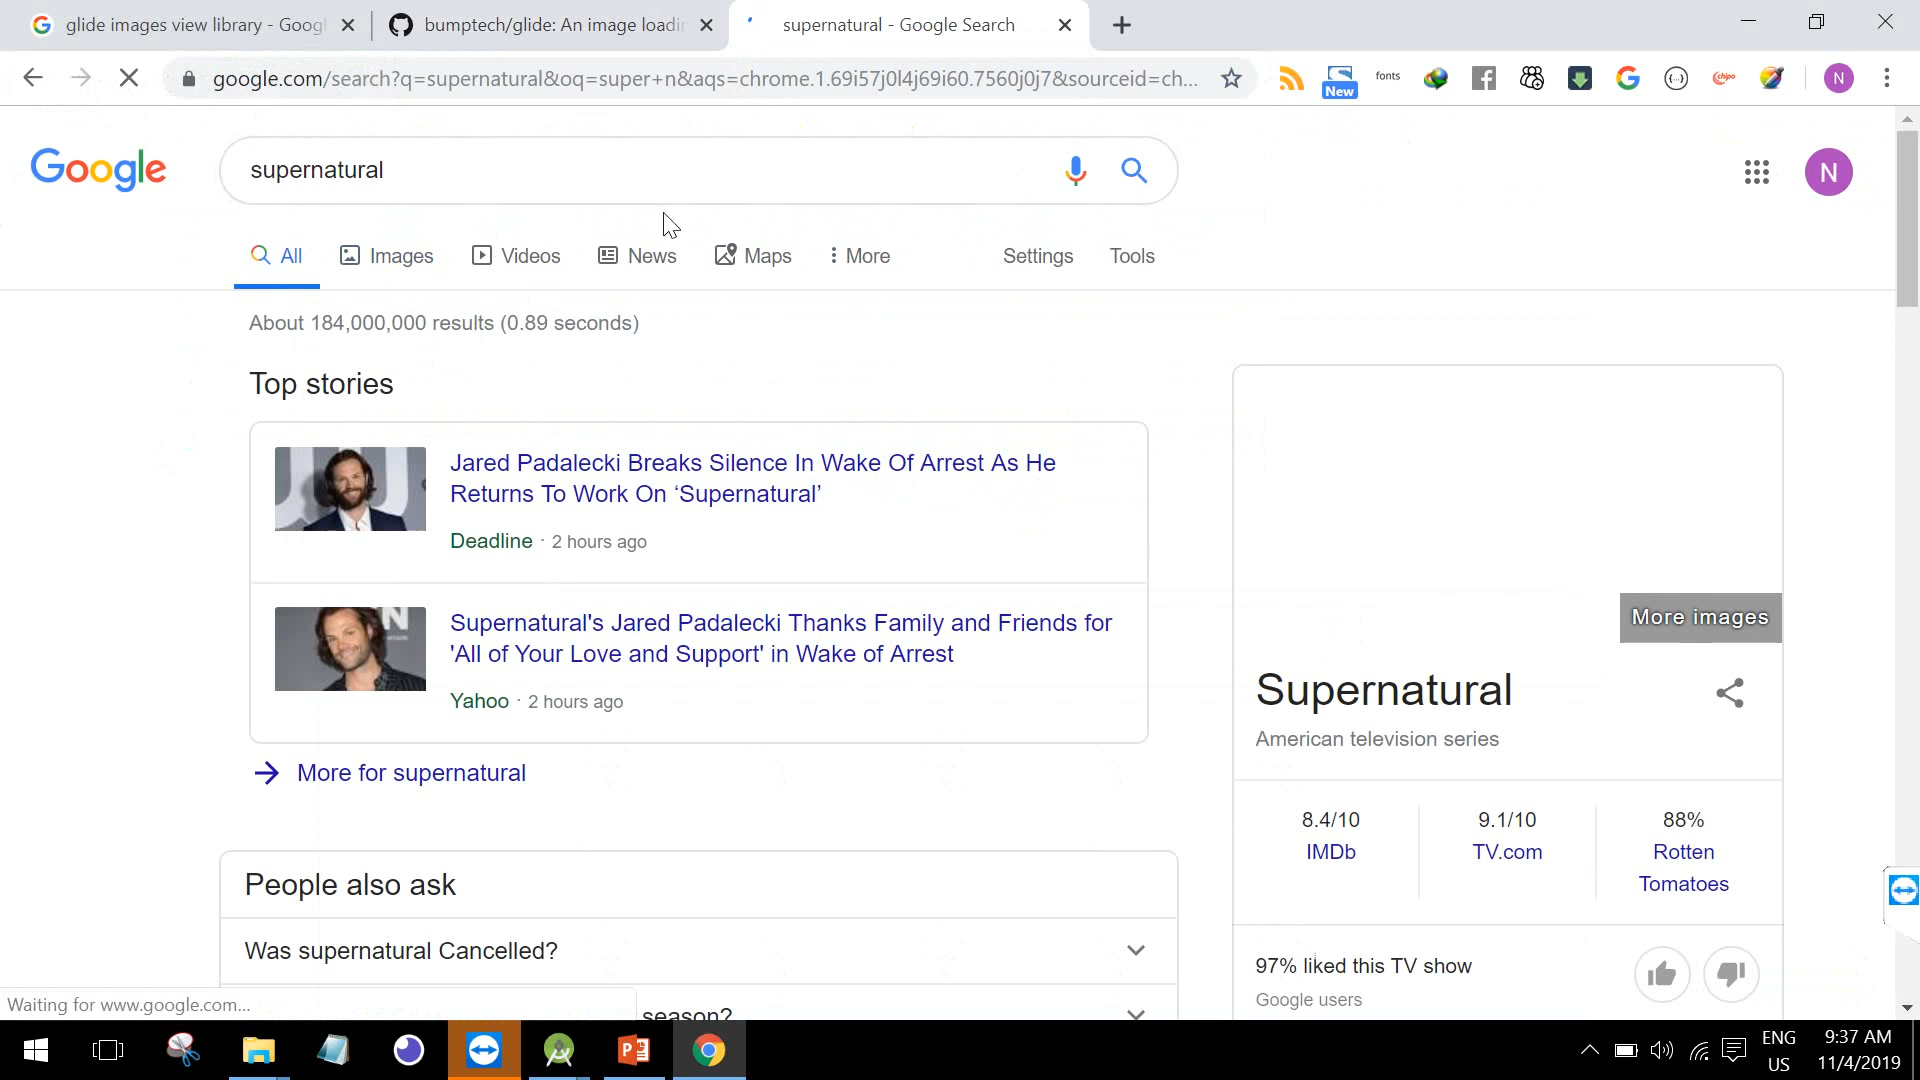 glide images view library - Googl
bumptech/glide: An image loadin
supernatural - Google Search
google.com/search?q=supernatural&oq=super+n&aqs=chrome.1.69i57j0l4j69i60.7560j0j7&sourceid=ch...
New
fonts
{...}
chipo
N
Google
supernatural
N
All
Images
Videos
News
Maps
More
Settings
Tools
About 184,000,000 results (0.89 seconds)
Top stories
Jared Padalecki Breaks Silence In Wake Of Arrest As He
Returns To Work On ‘Supernatural’
Deadline · 2 hours ago
Supernatural's Jared Padalecki Thanks Family and Friends for
'All of Your Love and Support' in Wake of Arrest
Yahoo · 2 hours ago
More for supernatural
People also ask
Was supernatural Cancelled?
season?
More images
Supernatural
American television series
8.4/10
IMDb
9.1/10
TV.com
88%
Rotten
Tomatoes
97% liked this TV show
Google users
Waiting for www.google.com...
ENG
US
9:37 AM
11/4/2019